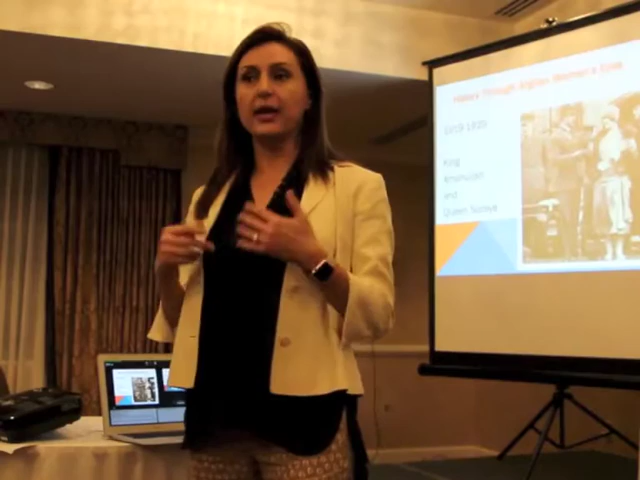 History Through Afghan Women's Eyes
1919-1929
King
Amanullah
and
Queen Soraya